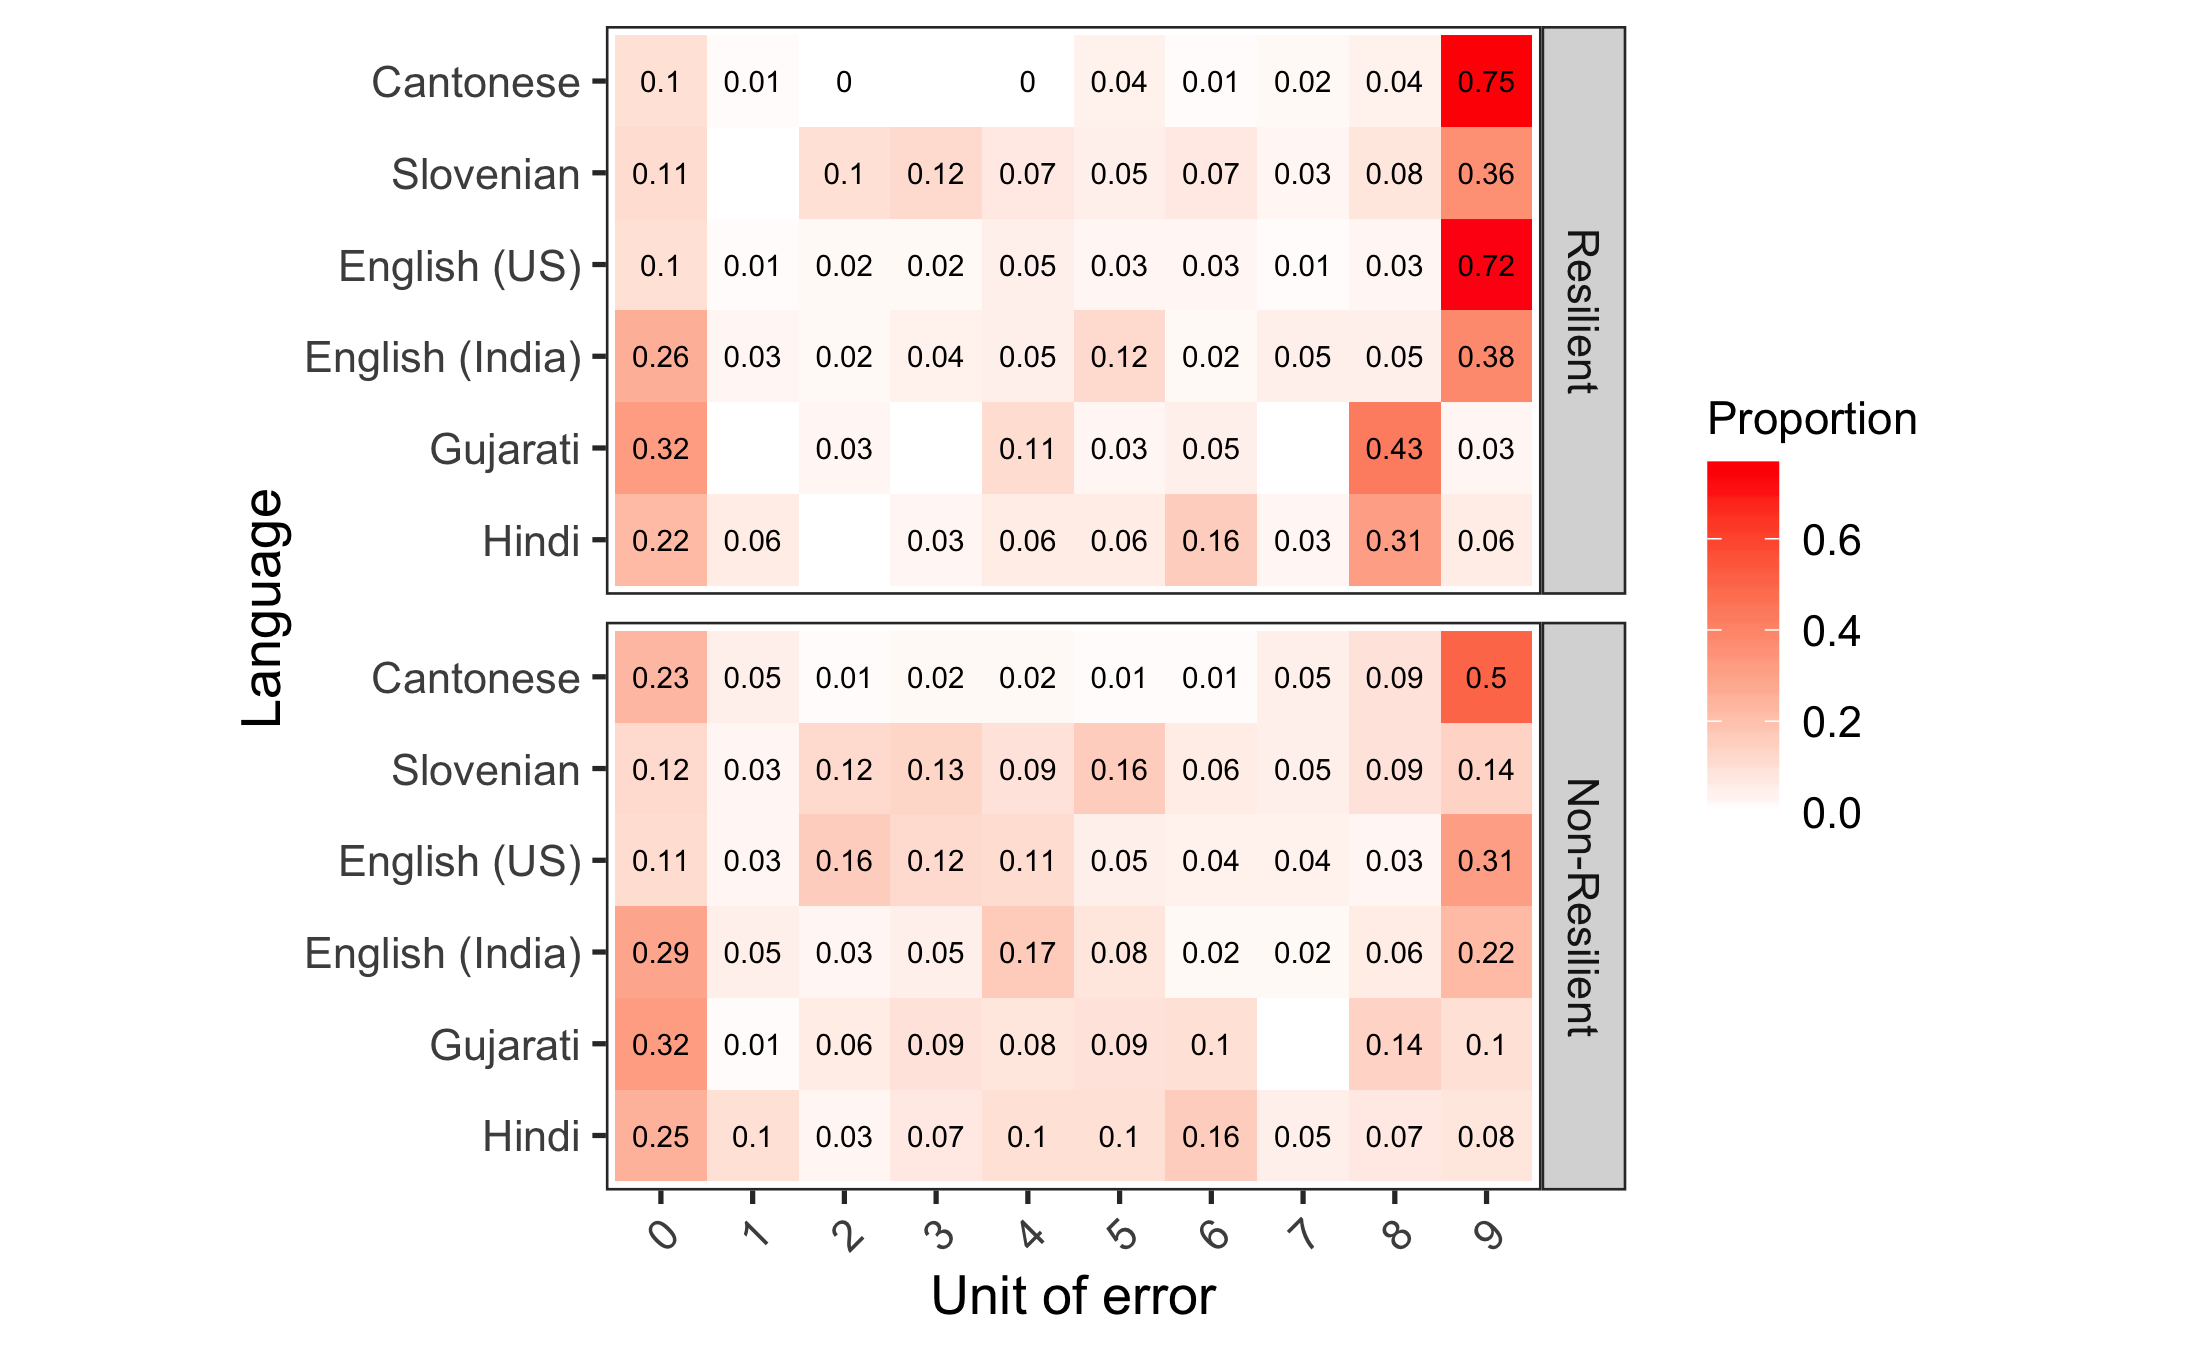 Cantonese 0.1 0.01 0 0 0.04 0.01 0.02 0.04 0.75
Slovenian 0.11 0.1 0.12 0.07 0.05 0.07 0.03 0.08 0.36
English (US) 0.1 0.01 0.02 0.02 0.05 0.03 0.03 0.01 0.03 0.72
English (India) 0.26 0.03 0.02 0.04 0.05 0.12 0.02 0.05 0.05 0.38
Gujarati 0.32 0.03 0.11 0.03 0.05 0.43 0.03
Hindi 0.22 0.06 0.03 0.06 0.06 0.16 0.03 0.31 0.06
Resilient
Cantonese 0.23 0.05 0.01 0.02 0.02 0.01 0.01 0.05 0.09 0.5
Slovenian 0.12 0.03 0.12 0.13 0.09 0.16 0.06 0.05 0.09 0.14
English (US) 0.11 0.03 0.16 0.12 0.11 0.05 0.04 0.04 0.03 0.31
English (India) 0.29 0.05 0.03 0.05 0.17 0.08 0.02 0.02 0.06 0.22
Gujarati 0.32 0.01 0.06 0.09 0.08 0.09 0.1 0.14 0.1
Hindi 0.25 0.1 0.03 0.07 0.1 0.1 0.16 0.05 0.07 0.08
Non-Resilient
0 1 2 3 4 5 6 7 8 9
Unit of error
Language
Proportion
0.6
0.4
0.2
0.0